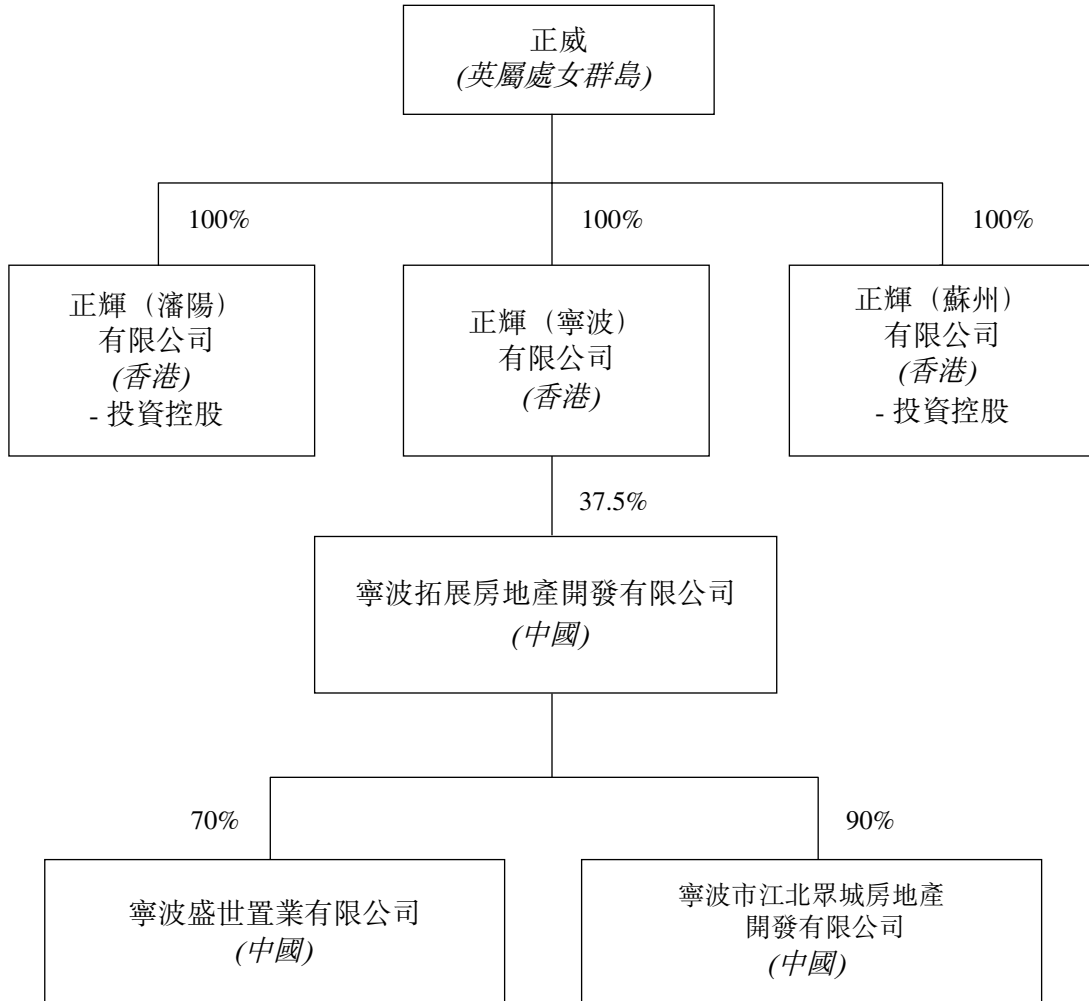 正威
(英屬處女群島)
100%
100%
100%
正輝（瀋陽）
有限公司
(香港)
- 投資控股
正輝（寧波）
有限公司
(香港)
正輝（蘇州）
有限公司
(香港)
- 投資控股
37.5%
寧波拓展房地產開發有限公司
(中國)
70%
90%
寧波盛世置業有限公司
(中國)
寧波市江北眾城房地產
開發有限公司
(中國)